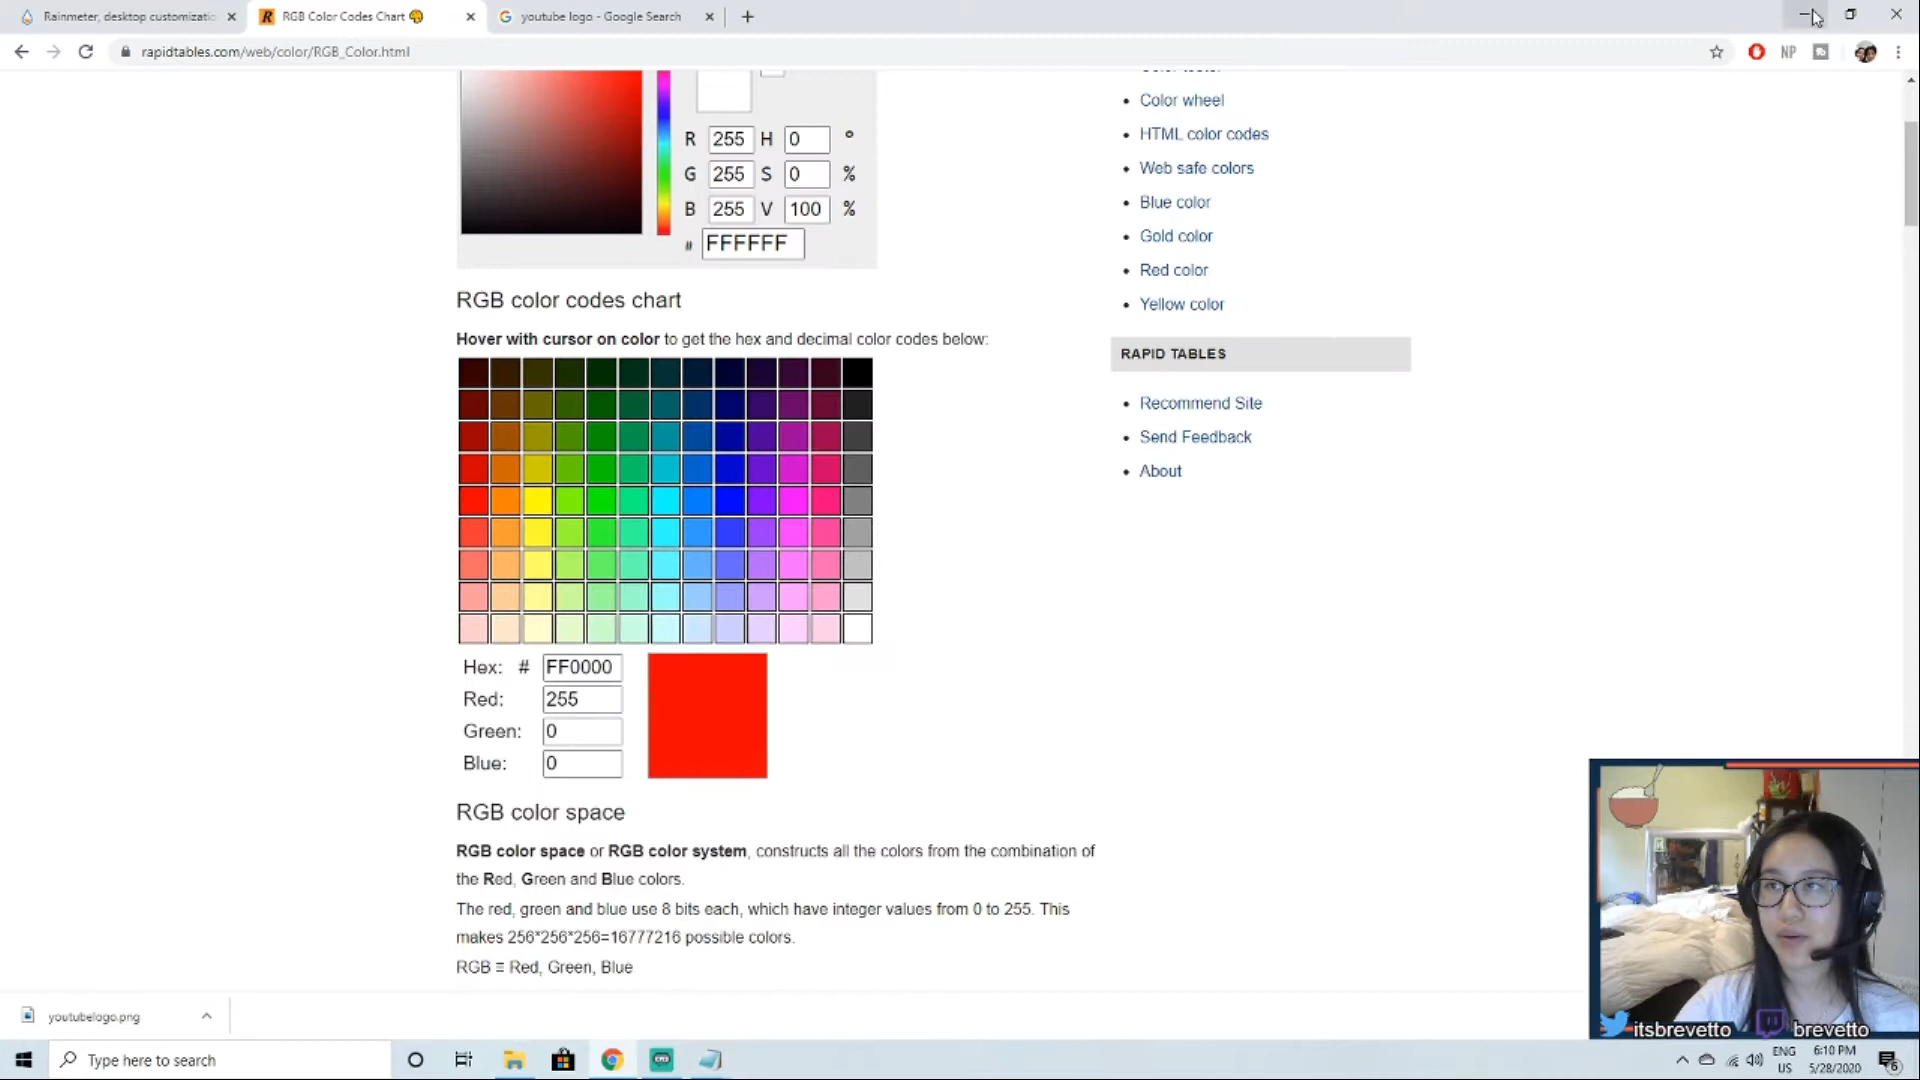 Rainmeter, desktop customizatio
RGB Color Codes Chart
youtube logo - Google Search
rapidtables.com/web/color/RGB_Color.html
NP
R 255 H 0 °
G 255 S 0 %
B 255 V 100 %
# FFFFFF
RGB color codes chart
Hover with cursor on color to get the hex and decimal color codes below:
Hex: # FF0000
Red: 255
Green: 0
Blue: 0
RGB color space
RGB color space or RGB color system, constructs all the colors from the combination of
the Red, Green and Blue colors.
The red, green and blue use 8 bits each, which have integer values from 0 to 255. This
makes 256*256*256=16777216 possible colors.
RGB ≡ Red, Green, Blue
Color wheel
HTML color codes
Web safe colors
Blue color
Gold color
Red color
Yellow color
RAPID TABLES
Recommend Site
Send Feedback
About
itsbrevetto brevetto
youtubelogo.png
Type here to search
ENG
US
6:10 PM
5/28/2020
6